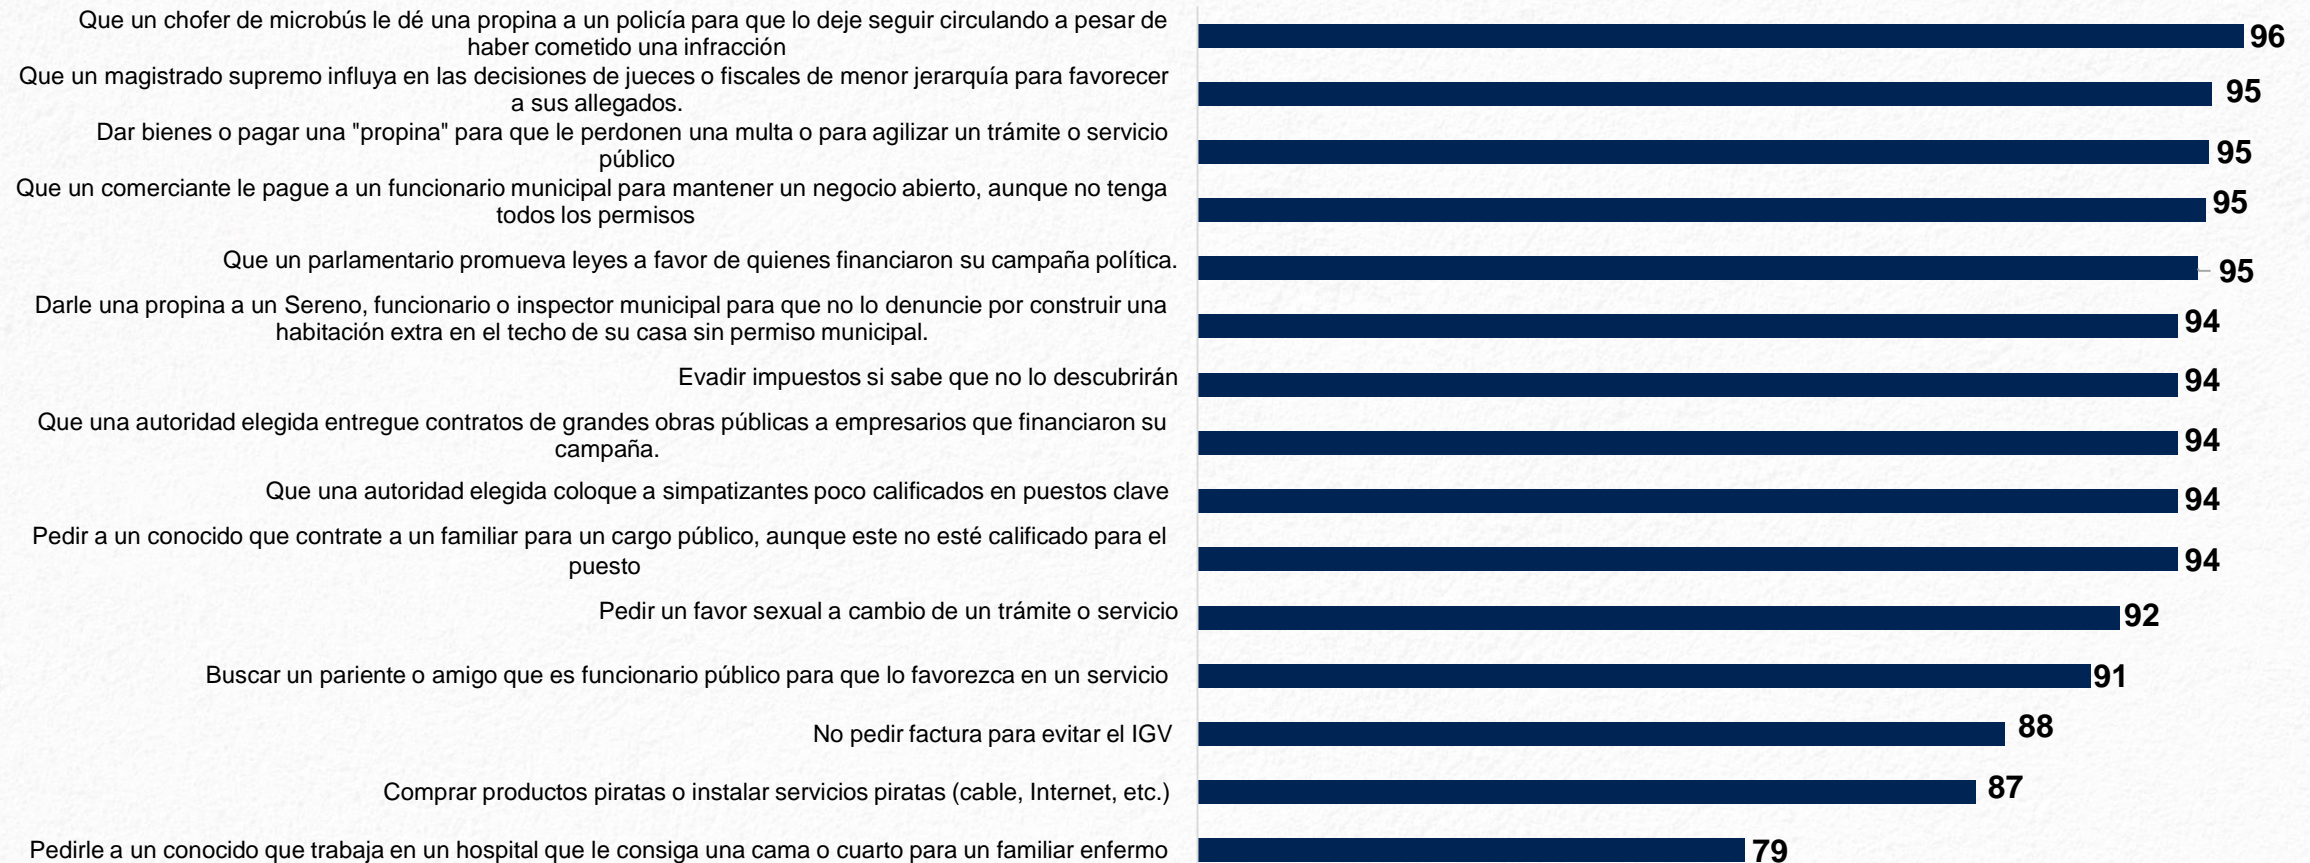 Que un chofer de microbús le dé una propina a un policía para que lo deje seguir circulando a pesar de
haber cometido una infracción
96
Que un magistrado supremo influya en las decisiones de jueces o fiscales de menor jerarquía para favorecer
a sus allegados.
95
Dar bienes o pagar una "propina" para que le perdonen una multa o para agilizar un trámite o servicio
público
95
Que un comerciante le pague a un funcionario municipal para mantener un negocio abierto, aunque no tenga
todos los permisos
95
Que un parlamentario promueva leyes a favor de quienes financiaron su campaña política.
95
Darle una propina a un Sereno, funcionario o inspector municipal para que no lo denuncie por construir una
habitación extra en el techo de su casa sin permiso municipal.
94
Evadir impuestos si sabe que no lo descubrirán
94
Que una autoridad elegida entregue contratos de grandes obras públicas a empresarios que financiaron su
campaña.
94
Que una autoridad elegida coloque a simpatizantes poco calificados en puestos clave
94
Pedir a un conocido que contrate a un familiar para un cargo público, aunque este no esté calificado para el
puesto
94
Pedir un favor sexual a cambio de un trámite o servicio
92
Buscar un pariente o amigo que es funcionario público para que lo favorezca en un servicio
91
No pedir factura para evitar el IGV
88
Comprar productos piratas o instalar servicios piratas (cable, Internet, etc.)
87
Pedirle a un conocido que trabaja en un hospital que le consiga una cama o cuarto para un familiar enfermo
79